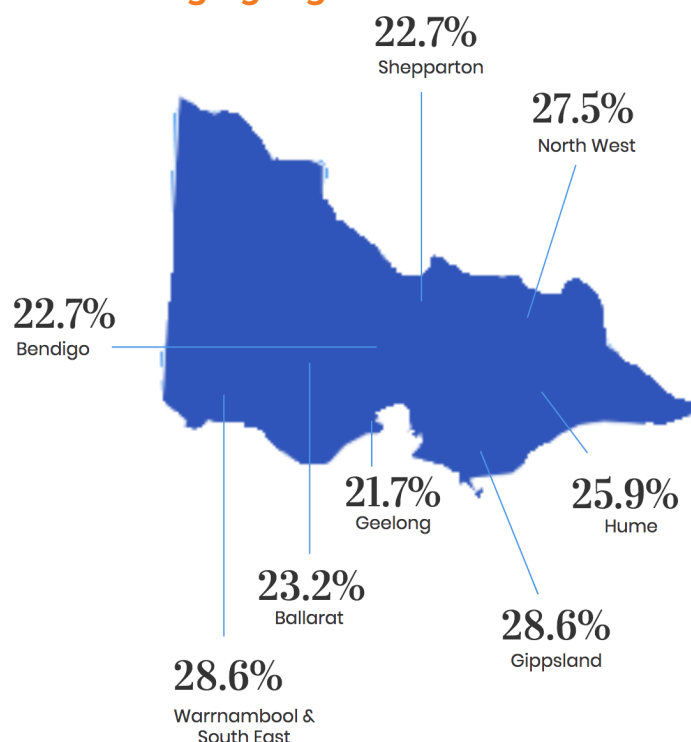 22.7%
Shepparton
27.5%
North West
22.7%
Bendigo
21.7%
Geelong
25.9%
Hume
23.2%
Ballarat
28.6%
Gippsland
28.6%
Warrnambool &
South East